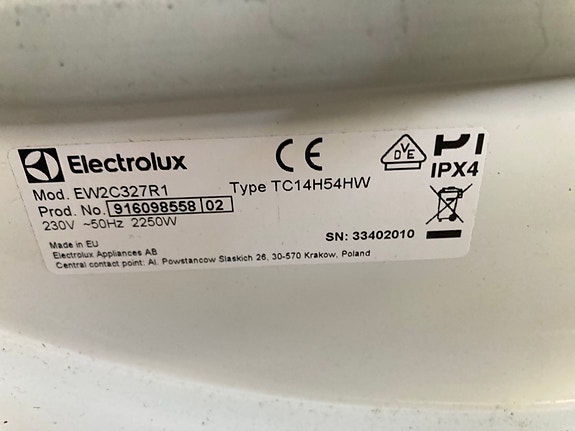 Electrolux
Mod. EW2C327R1
Type TC14H54HW
Prod. No. 916098558 02
230V ~50Hz 2250W
Made in EU
Electrolux Appliances AB
Central contact point: Al. Powstancow Slaskich 26, 30-570 Krakow, Poland
SN: 33402010
CE
DVE
IPX4